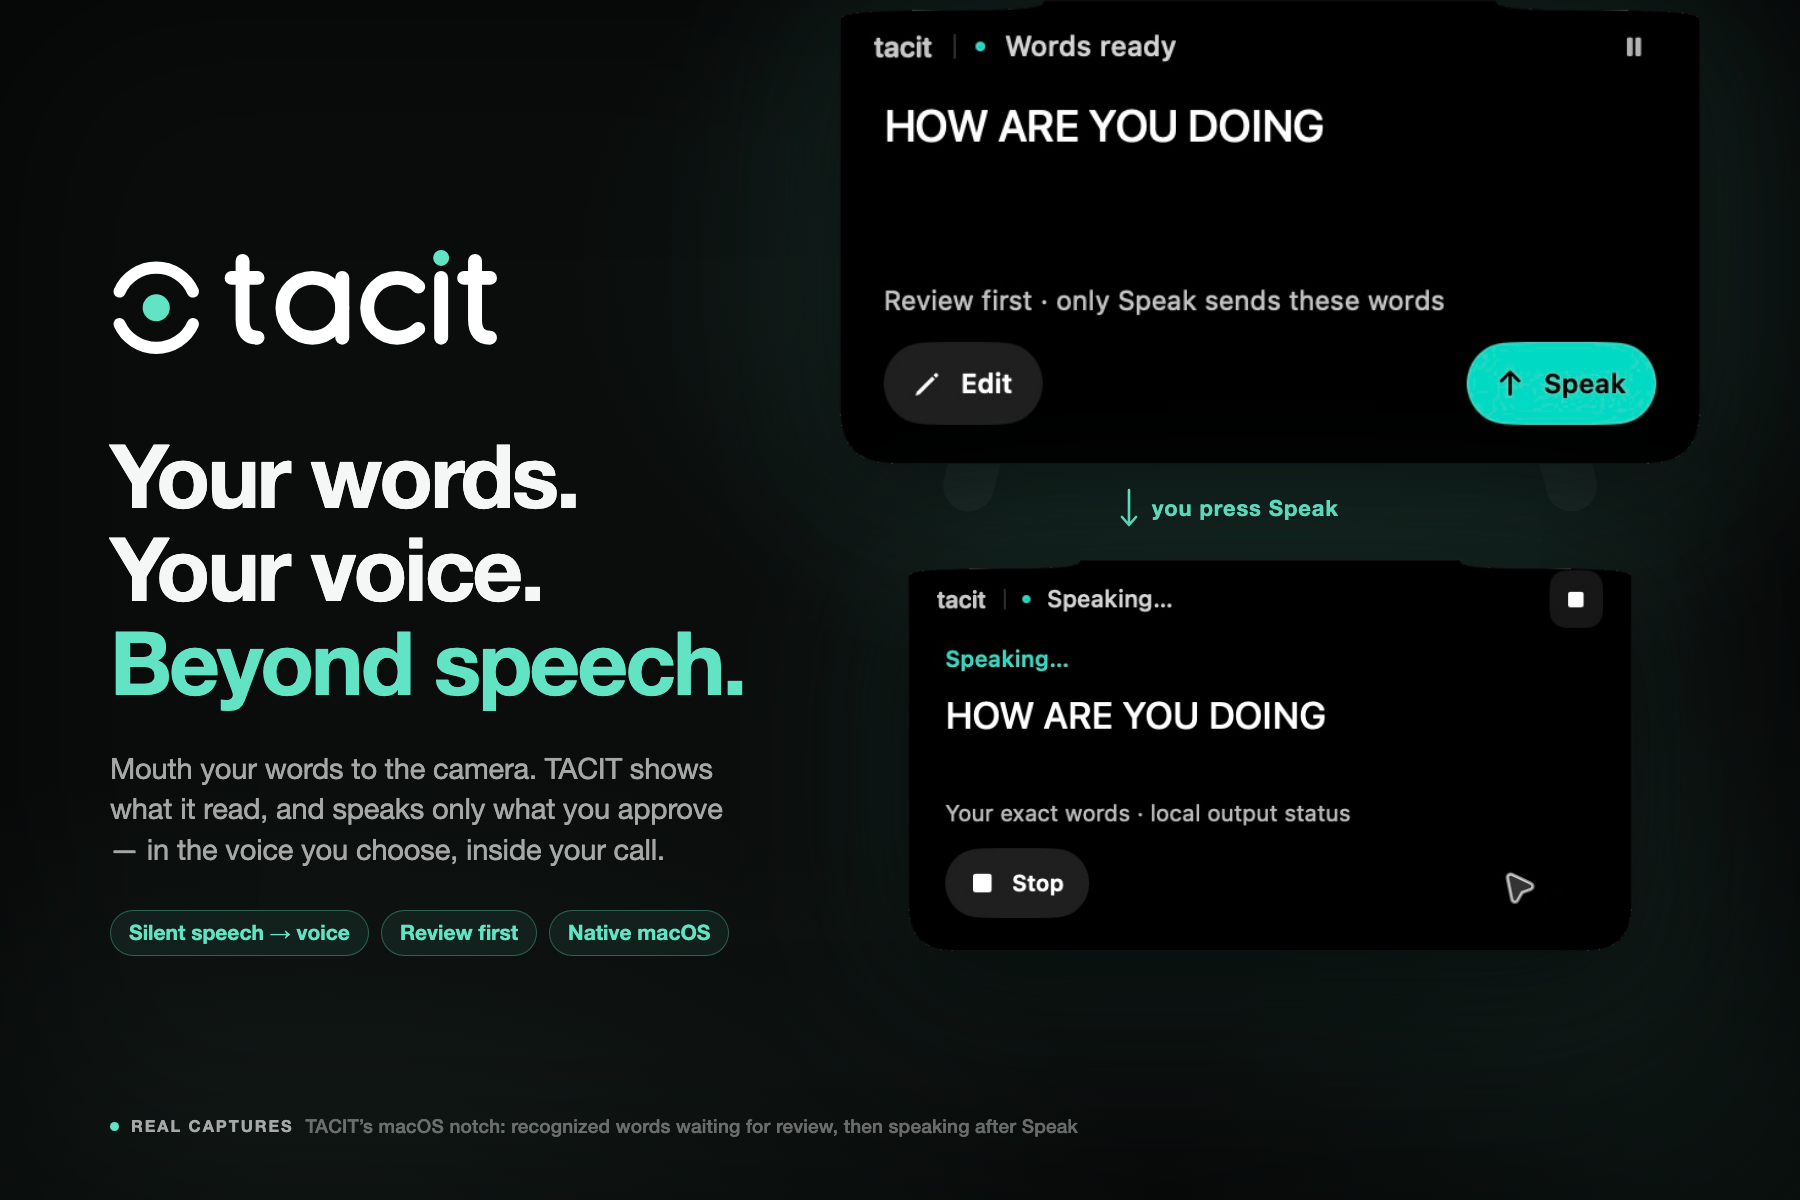 tacit
Your words.
Your voice.
Beyond speech.
Mouth your words to the camera. TACIT shows
what it read, and speaks only what you approve
— in the voice you choose, inside your call.
Silent speech → voice
Review first
Native macOS
tacit
Words ready
HOW ARE YOU DOING
Review first · only Speak sends these words
Edit
Speak
you press Speak
tacit
Speaking...
Speaking...
HOW ARE YOU DOING
Your exact words · local output status
Stop
REAL CAPTURES TACIT’s macOS notch: recognized words waiting for review, then speaking after Speak